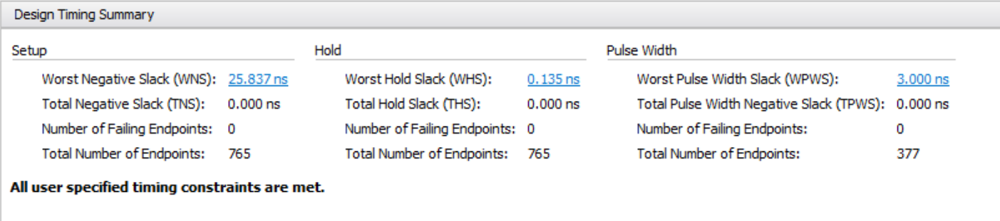 Design Timing Summary
Setup
Worst Negative Slack (WNS): 25.837 ns
Total Negative Slack (TNS): 0.000 ns
Number of Failing Endpoints: 0
Total Number of Endpoints: 765
Hold
Worst Hold Slack (WHS): 0.135 ns
Total Hold Slack (THS): 0.000 ns
Number of Failing Endpoints: 0
Total Number of Endpoints: 765
Pulse Width
Worst Pulse Width Slack (WPWS): 3.000 ns
Total Pulse Width Negative Slack (TPWS): 0.000 ns
Number of Failing Endpoints: 0
Total Number of Endpoints: 377
All user specified timing constraints are met.